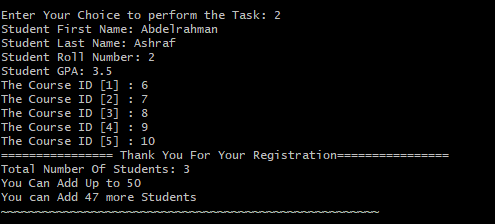 Enter Your Choice to perform the Task: 2
Student First Name: Abdelrahman
Student Last Name: Ashraf
Student Roll Number: 2
Student GPA: 3.5
The Course ID [1] : 6
The Course ID [2] : 7
The Course ID [3] : 8
The Course ID [4] : 9
The Course ID [5] : 10
================ Thank You For Your Registration================
Total Number Of Students: 3
You Can Add Up to 50
You can Add 47 more Students
~~~~~~~~~~~~~~~~~~~~~~~~~~~~~~~~~~~~~~~~~~~~~~~~~~~~~~